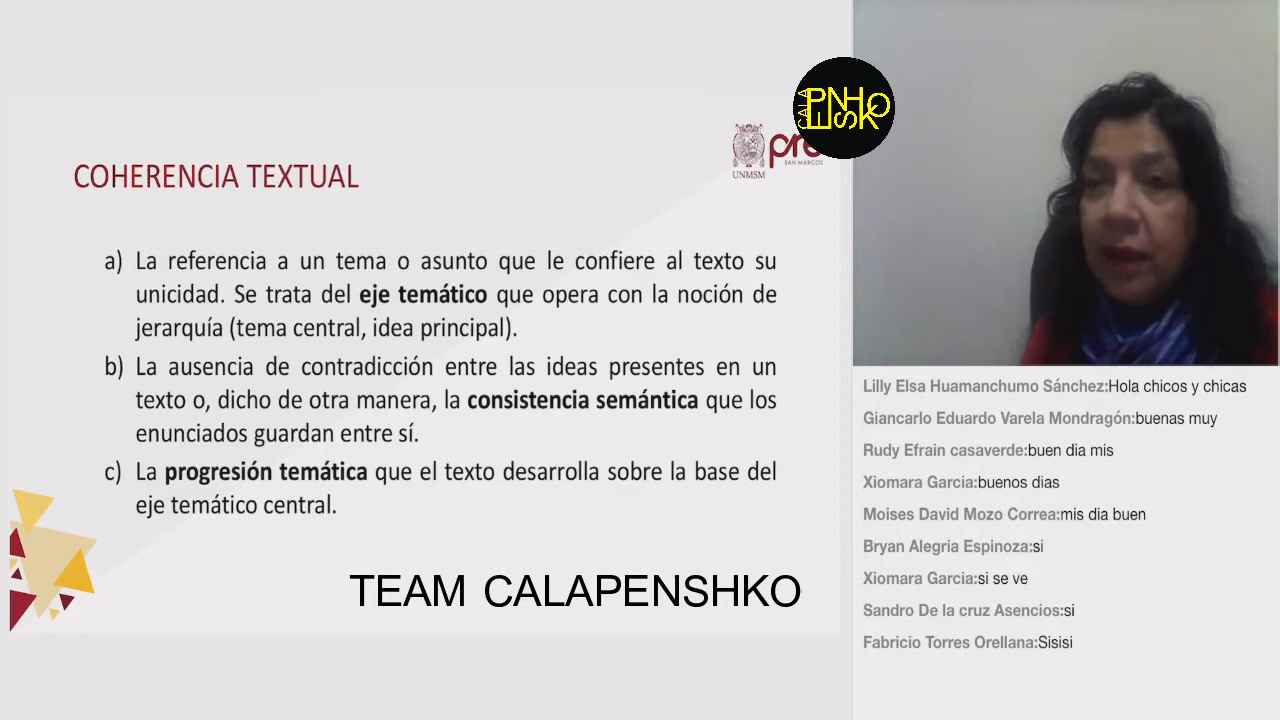 COHERENCIA TEXTUAL
UNMSM
SAN MARCOS
CALA
PENHO
ESK
a) La referencia a un tema o asunto que le confiere al texto su
unicidad. Se trata del eje temático que opera con la noción de
jerarquía (tema central, idea principal).
b) La ausencia de contradicción entre las ideas presentes en un
texto o, dicho de otra manera, la consistencia semántica que los
enunciados guardan entre sí.
c) La progresión temática que el texto desarrolla sobre la base del
eje temático central.
TEAM CALAPENSHKO
Lilly Elsa Huamanchumo Sánchez:Hola chicos y chicas
Giancarlo Eduardo Varela Mondragón:buenas muy
Rudy Efrain casaverde:buen dia mis
Xiomara Garcia:buenos dias
Moises David Mozo Correa:mis dia buen
Bryan Alegria Espinoza:si
Xiomara Garcia:si se ve
Sandro De la cruz Asencios:si
Fabricio Torres Orellana:Sisisi